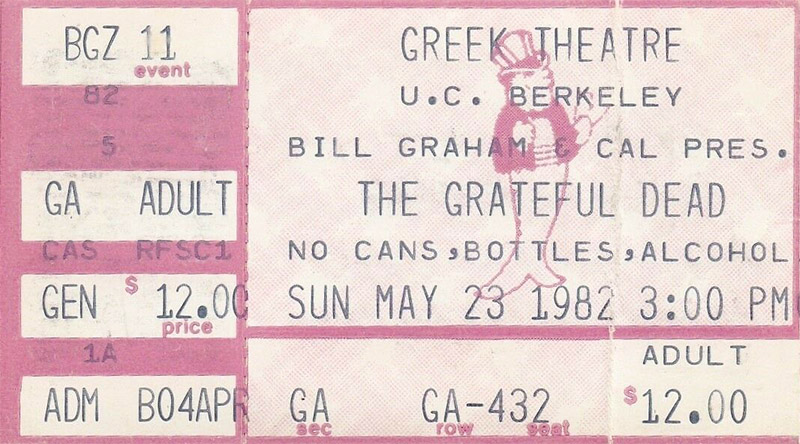 BGZ 11
event
82
5
GA ADULT
CAS RFSC1
GEN $ 12.00
price
1A
ADM B04APR
GREEK THEATRE
U.C. BERKELEY
BILL GRAHAM & CAL PRES.
THE GRATEFUL DEAD
NO CANS,BOTTLES,ALCOHOL
SUN MAY 23 1982 3:00 PM
ADULT
GA GA-432 $12.00
sec row seat